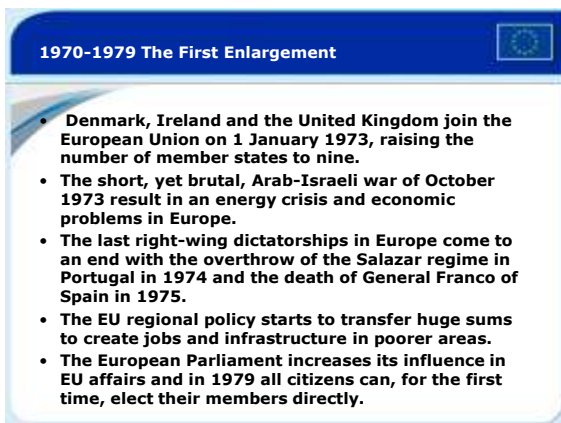 1970-1979 The First Enlargement
• Denmark, Ireland and the United Kingdom join the
European Union on 1 January 1973, raising the
number of member states to nine.
• The short, yet brutal, Arab-Israeli war of October
1973 result in an energy crisis and economic
problems in Europe.
• The last right-wing dictatorships in Europe come to
an end with the overthrow of the Salazar regime in
Portugal in 1974 and the death of General Franco of
Spain in 1975.
• The EU regional policy starts to transfer huge sums
to create jobs and infrastructure in poorer areas.
• The European Parliament increases its influence in
EU affairs and in 1979 all citizens can, for the first
time, elect their members directly.